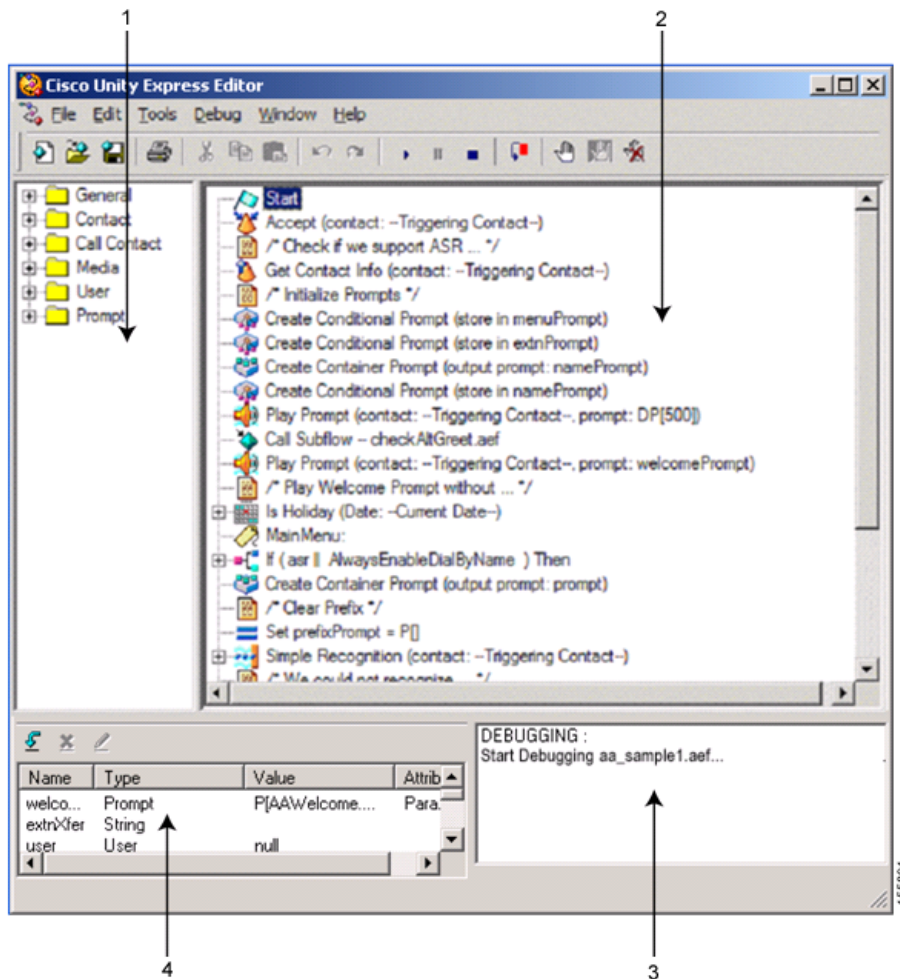 1
2
Cisco Unity Express Editor
File Edit Tools Debug Window Help
General
Contact
Call Contact
Media
User
Prompt
Start
Accept (contact: --Triggering Contact--)
/* Check if we support ASR ... */
Get Contact Info (contact: --Triggering Contact--)
/* Initialize Prompts */
Create Conditional Prompt (store in menuPrompt)
Create Conditional Prompt (store in extnPrompt)
Create Container Prompt (output prompt: namePrompt)
Create Conditional Prompt (store in namePrompt)
Play Prompt (contact: --Triggering Contact--, prompt: DP[500])
Call Subflow -- checkAltGreet.aef
Play Prompt (contact: --Triggering Contact--, prompt: welcomePrompt)
/* Play Welcome Prompt without ... */
Is Holiday (Date: --Current Date--)
MainMenu:
If ( asr || AlwaysEnableDialByName ) Then
Create Container Prompt (output prompt: prompt)
/* Clear Prefix */
Set prefixPrompt = P[]
Simple Recognition (contact: --Triggering Contact--)
/* We could not recognize ... */
Name Type Value Attrib
welco... Prompt P[AAWelcome.... Para.
extnXfer String
user User null
DEBUGGING :
Start Debugging aa_sample1.aef...
4
3